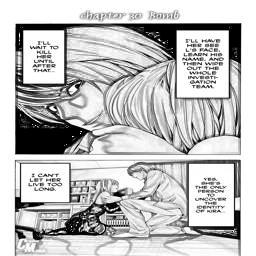 chapter 30 Bomb
I'LL
WAIT TO
KILL
HER
UNTIL
AFTER
THAT...
I'LL HAVE
HER SEE
L'S FACE,
LEARN HIS
NAME, AND
THEN WIPE
OUT THE
WHOLE
INVESTI-
GATION
TEAM.
I CAN'T
LET HER
LIVE TOO
LONG.
YES,
SHE'S THE
ONLY
PERSON
TO
UNCOVER
THE
IDENTITY
OF KIRA...